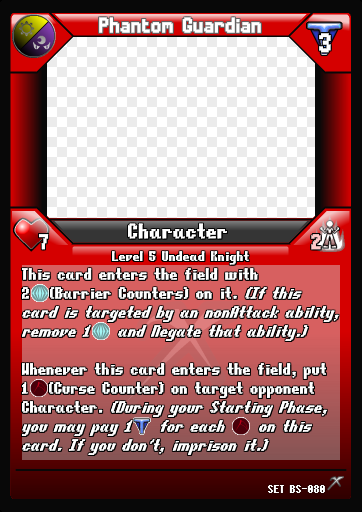 Phantom Guardian
3
Character
7
2
Level 5 Undead Knight
This card enters the field with
2(Barrier Counters) on it. (If this
card is targeted by an nonAttack ability,
remove 1 and Negate that ability.)
Whenever this card enters the field, put
1(Curse Counter) on target opponent
Character. (During your Starting Phase,
you may pay 1 for each on this
card. If you don't, imprison it.)
SET BS-080